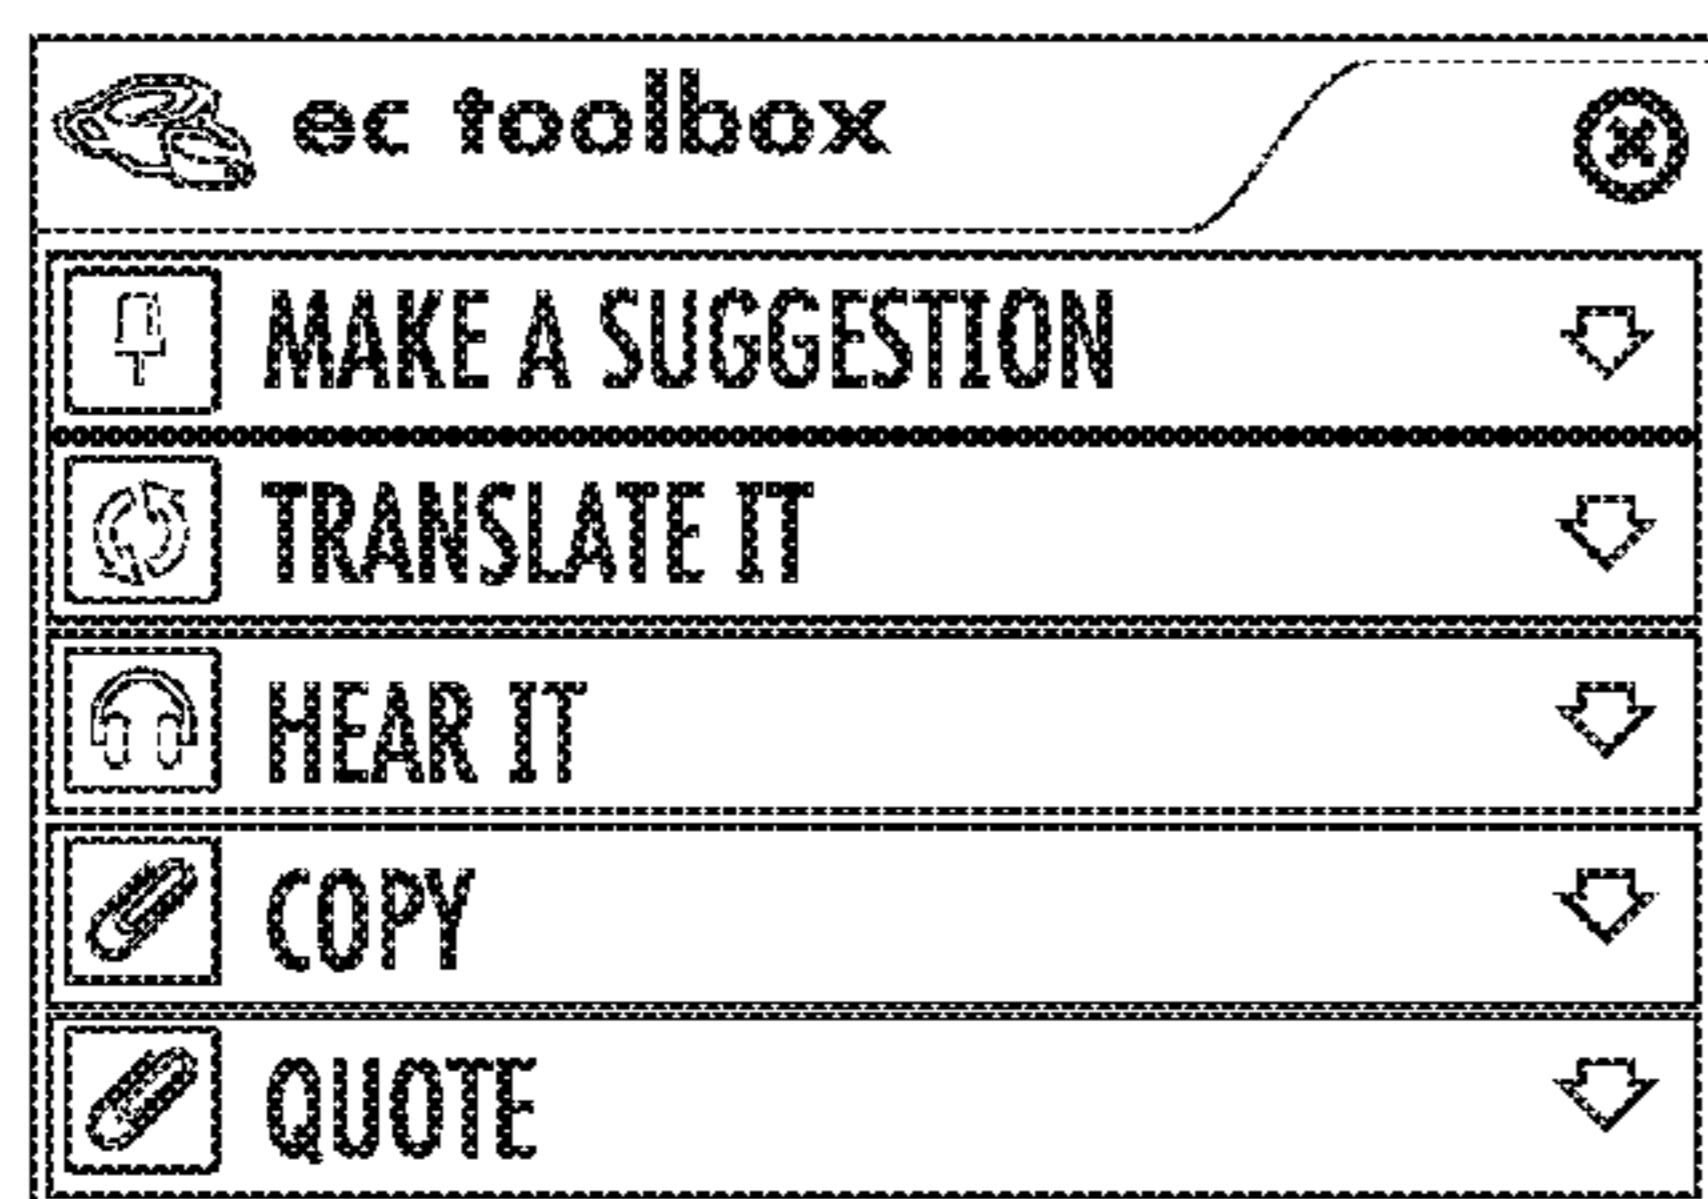 ec toolbox
MAKE A SUGGESTION
TRANSLATE IT
HEAR IT
COPY
QUOTE